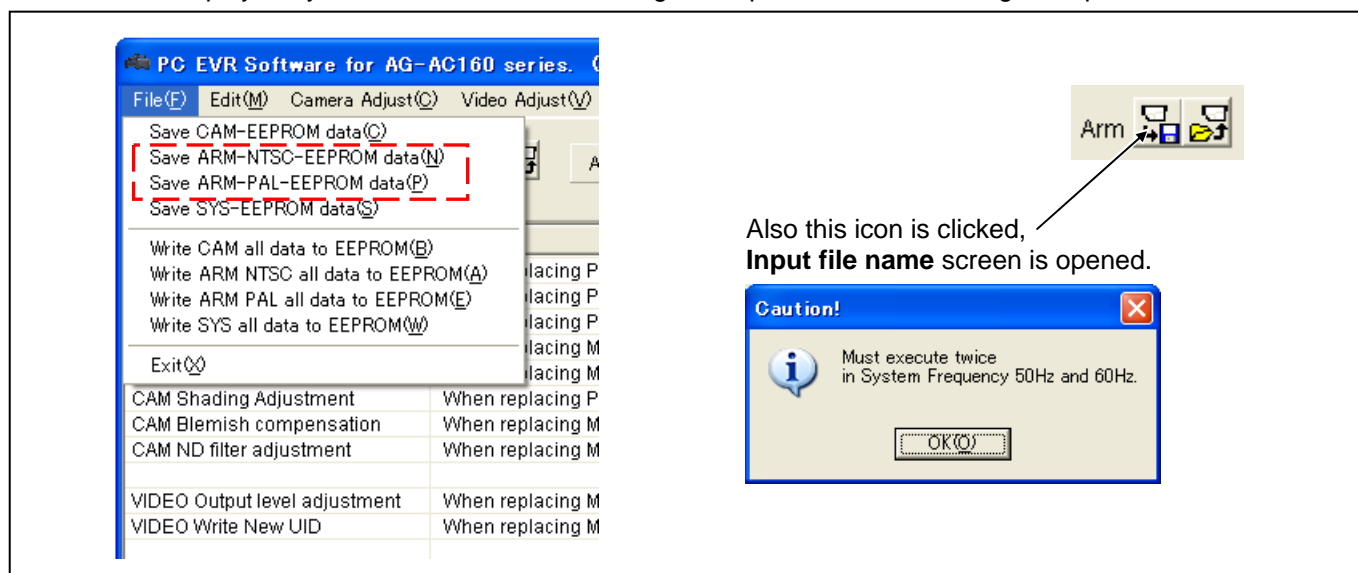 PC EVR Software for AG-AC160 series.
File(F) Edit(M) Camera Adjust(C) Video Adjust(V)
Save CAM-EEPROM data(C)
Save ARM-NTSC-EEPROM data(N)
Save ARM-PAL-EEPROM data(P)
Save SYS-EEPROM data(S)
Write CAM all data to EEPROM(B)
Write ARM NTSC all data to EEPROM(A)
Write ARM PAL all data to EEPROM(E)
Write SYS all data to EEPROM(W)
Exit(X)
lacing P
lacing P
lacing P
lacing M
lacing M
CAM Shading Adjustment When replacing P
CAM Blemish compensation When replacing M
CAM ND filter adjustment When replacing M
VIDEO Output level adjustment When replacing M
VIDEO Write New UID When replacing M
Arm
Also this icon is clicked,
Input file name screen is opened.
Caution!
Must execute twice
in System Frequency 50Hz and 60Hz.
OK(O)